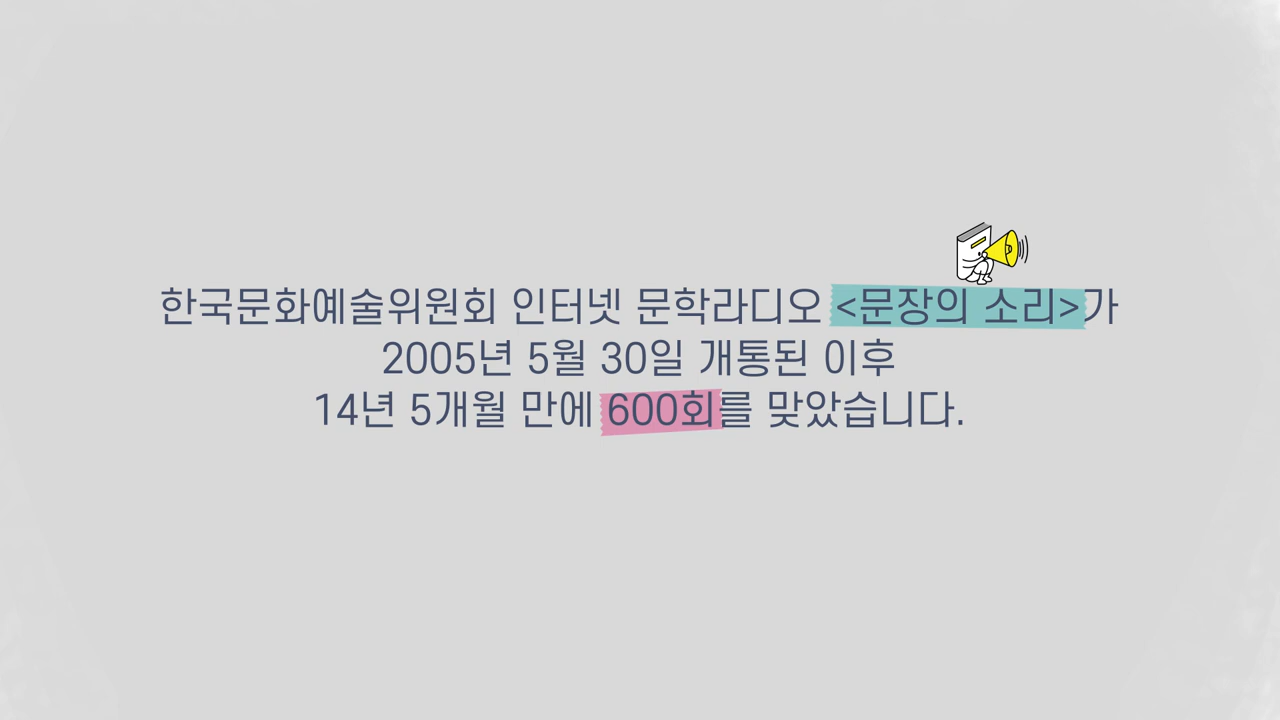 한국문화예술위원회 인터넷 문학라디오 <문장의 소리>가
2005년 5월 30일 개통된 이후
14년 5개월 만에 600회를 맞았습니다.